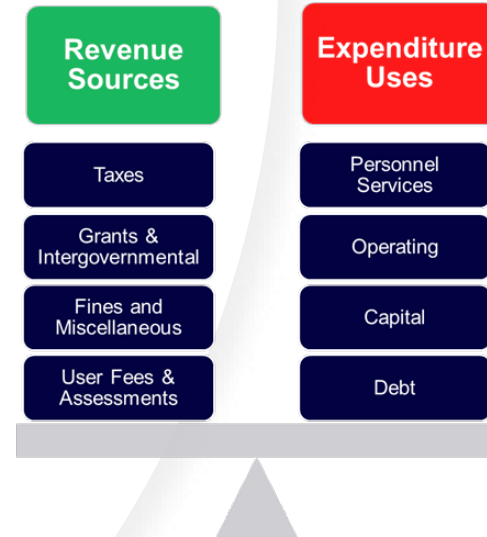 Revenue
Sources
Taxes
Grants &
Intergovernmental
Fines and
Miscellaneous
User Fees &
Assessments
Expenditure
Uses
Personnel
Services
Operating
Capital
Debt